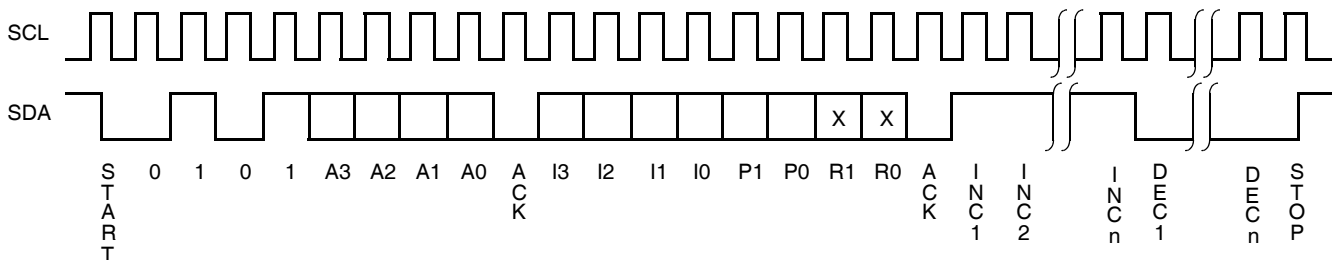 SCL
SDA
X X
START 0 1 0 1 A3 A2 A1 A0 ACK I3 I2 I1 I0 P1 P0 R1 R0 ACK INC1 INC2 INCn DEC1 DECn STOP